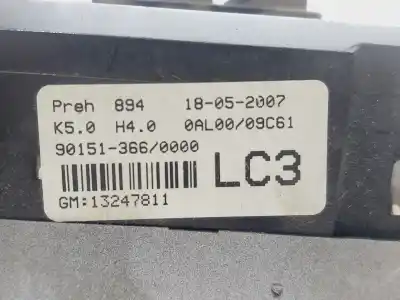 Preh 894 18-05-2007
K5.0 H4.0 0AL00/09C61
90151-366/0000
LC3
GM:13247811